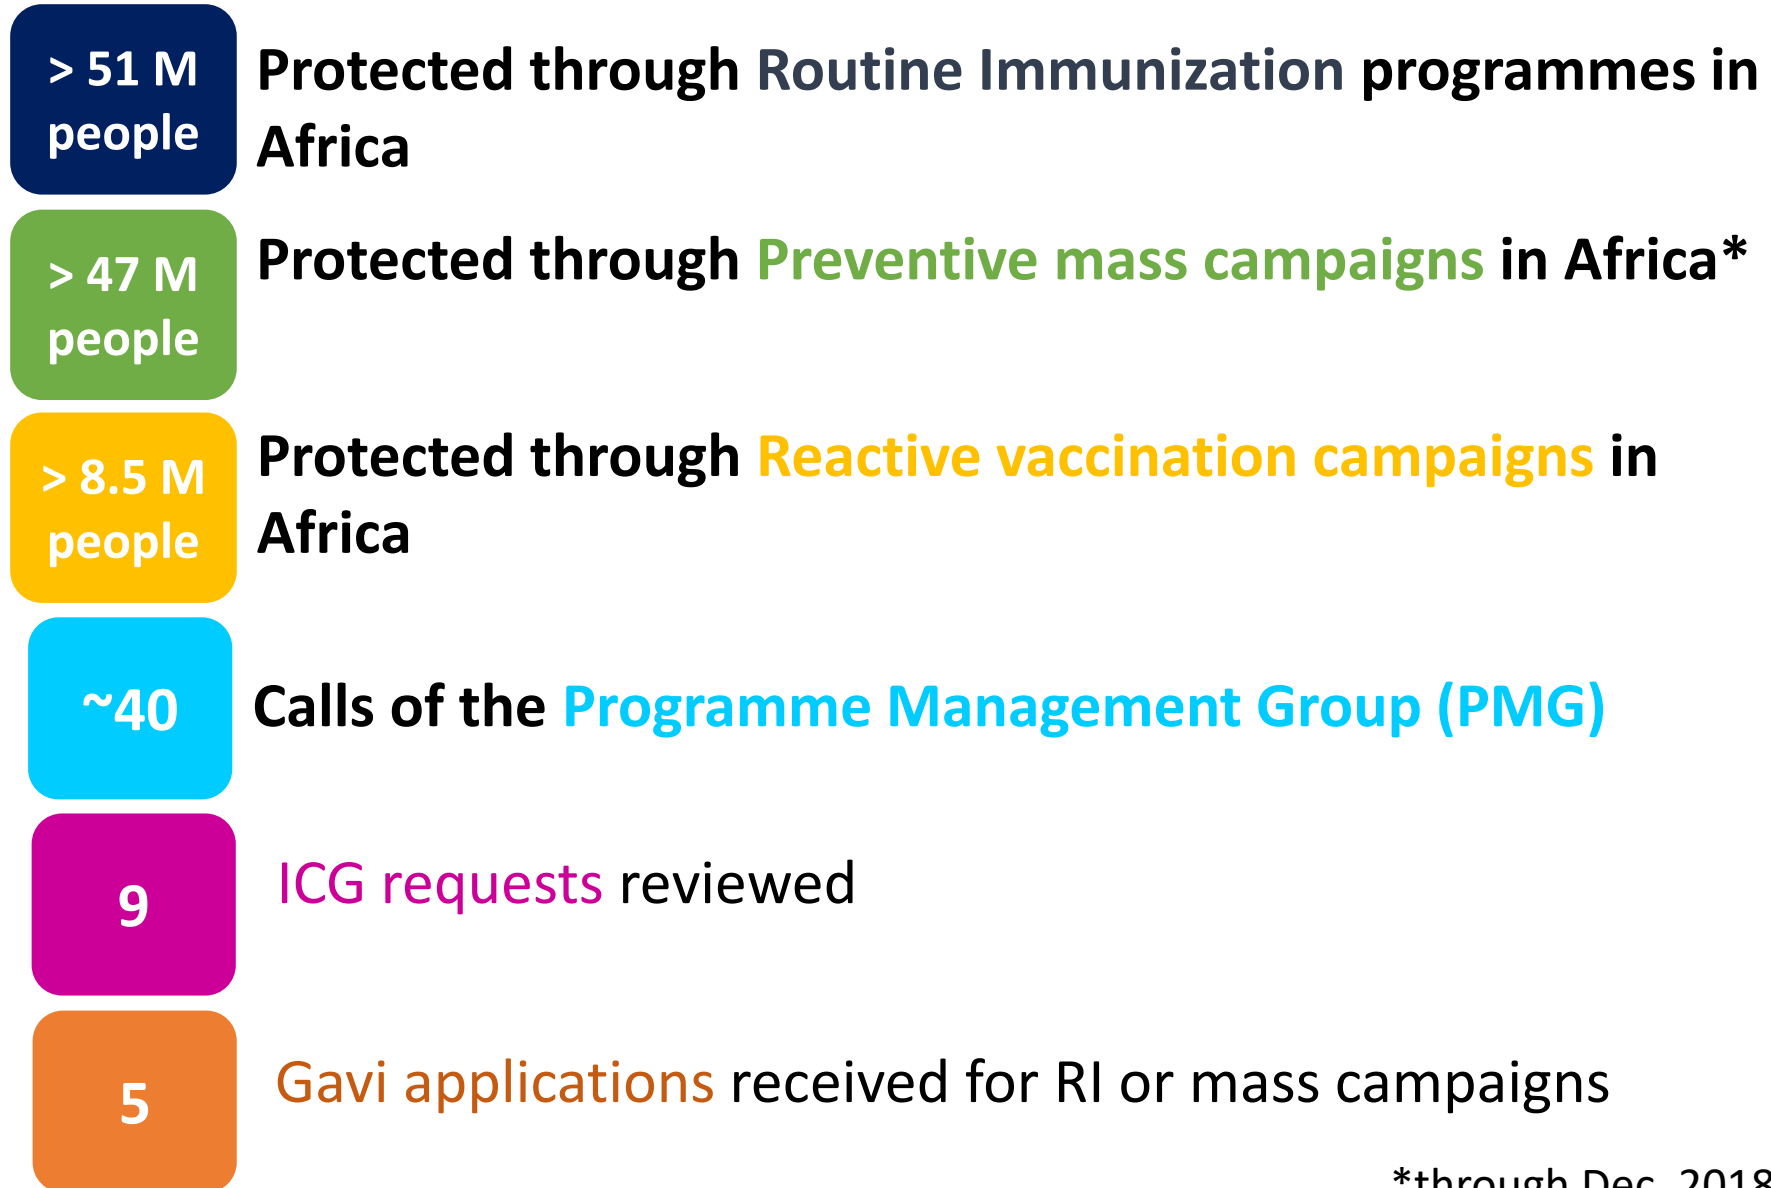 > 51 M
people
Protected through Routine Immunization programmes in
Africa
> 47 M
people
Protected through Preventive mass campaigns in Africa*
> 8.5 M
people
Protected through Reactive vaccination campaigns in
Africa
~40
Calls of the Programme Management Group (PMG)
9
ICG requests reviewed
5
Gavi applications received for RI or mass campaigns
*through Dec. 2018